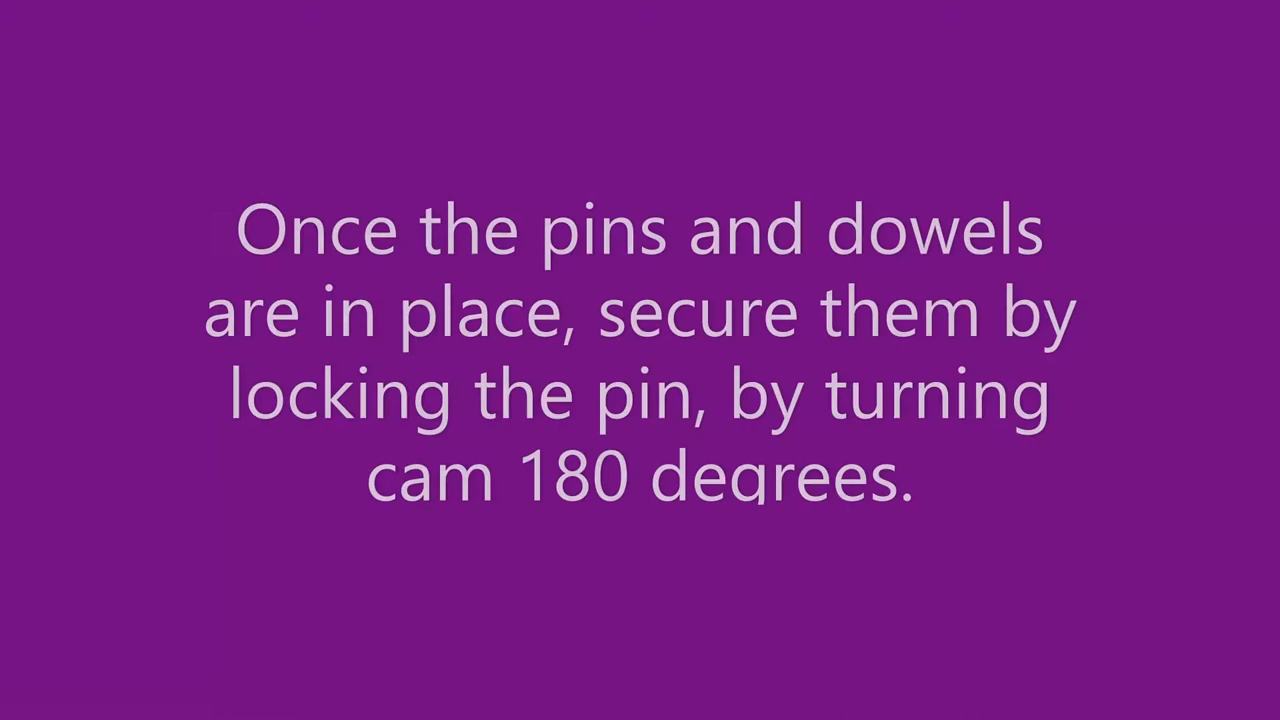 Once the pins and dowels
are in place, secure them by
locking the pin, by turning
cam 180 degrees.